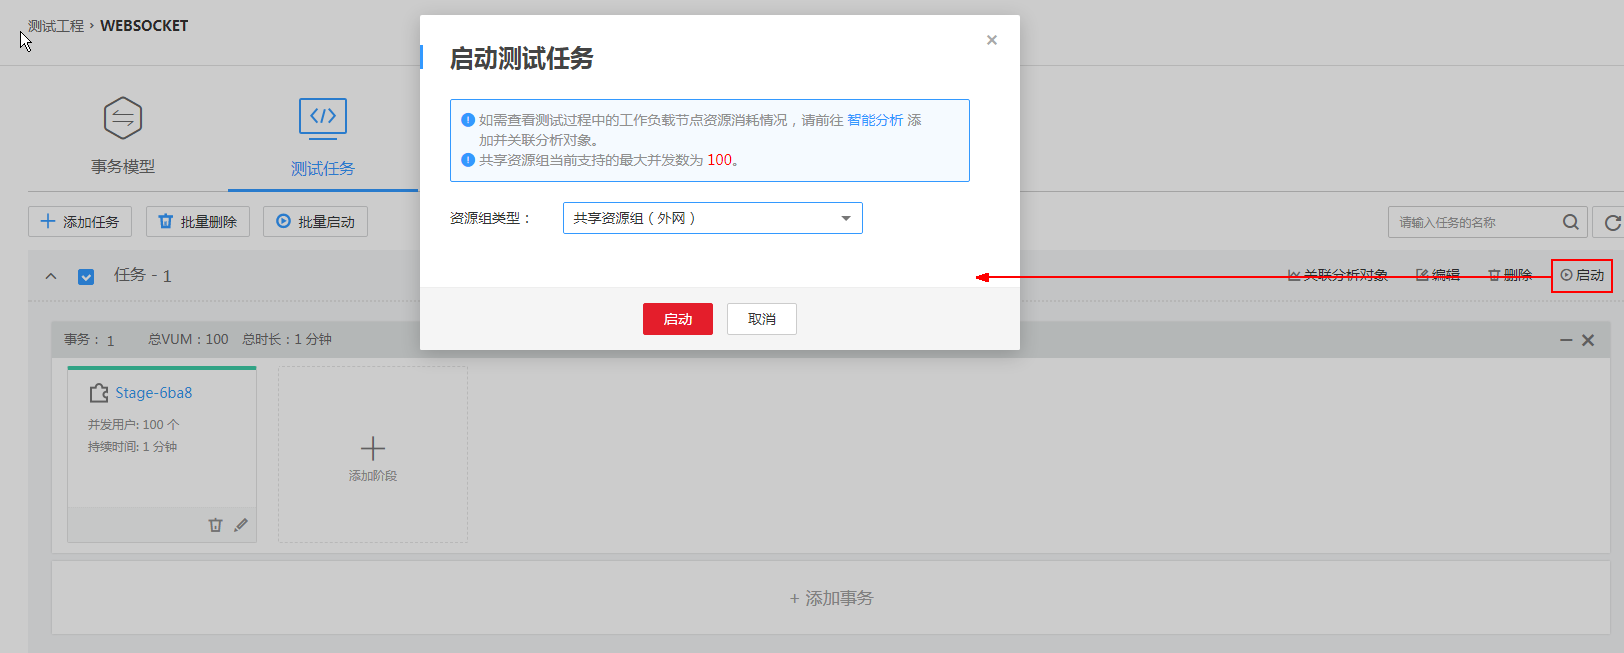 测试工程 › WEBSOCKET
启动测试任务
如需查看测试过程中的工作负载节点资源消耗情况，请前往 智能分析 添
加并关联分析对象。
共享资源组当前支持的最大并发数为 100。
资源组类型：
共享资源组（外网）
启动
取消
事务模型
测试任务
添加任务
批量删除
批量启动
请输入任务的名称
任务 - 1
关联分析对象
编辑
删除
启动
事务： 1 总VUM：100 总时长：1 分钟
Stage-6ba8
并发用户: 100 个
持续时间: 1 分钟
添加阶段
+ 添加事务